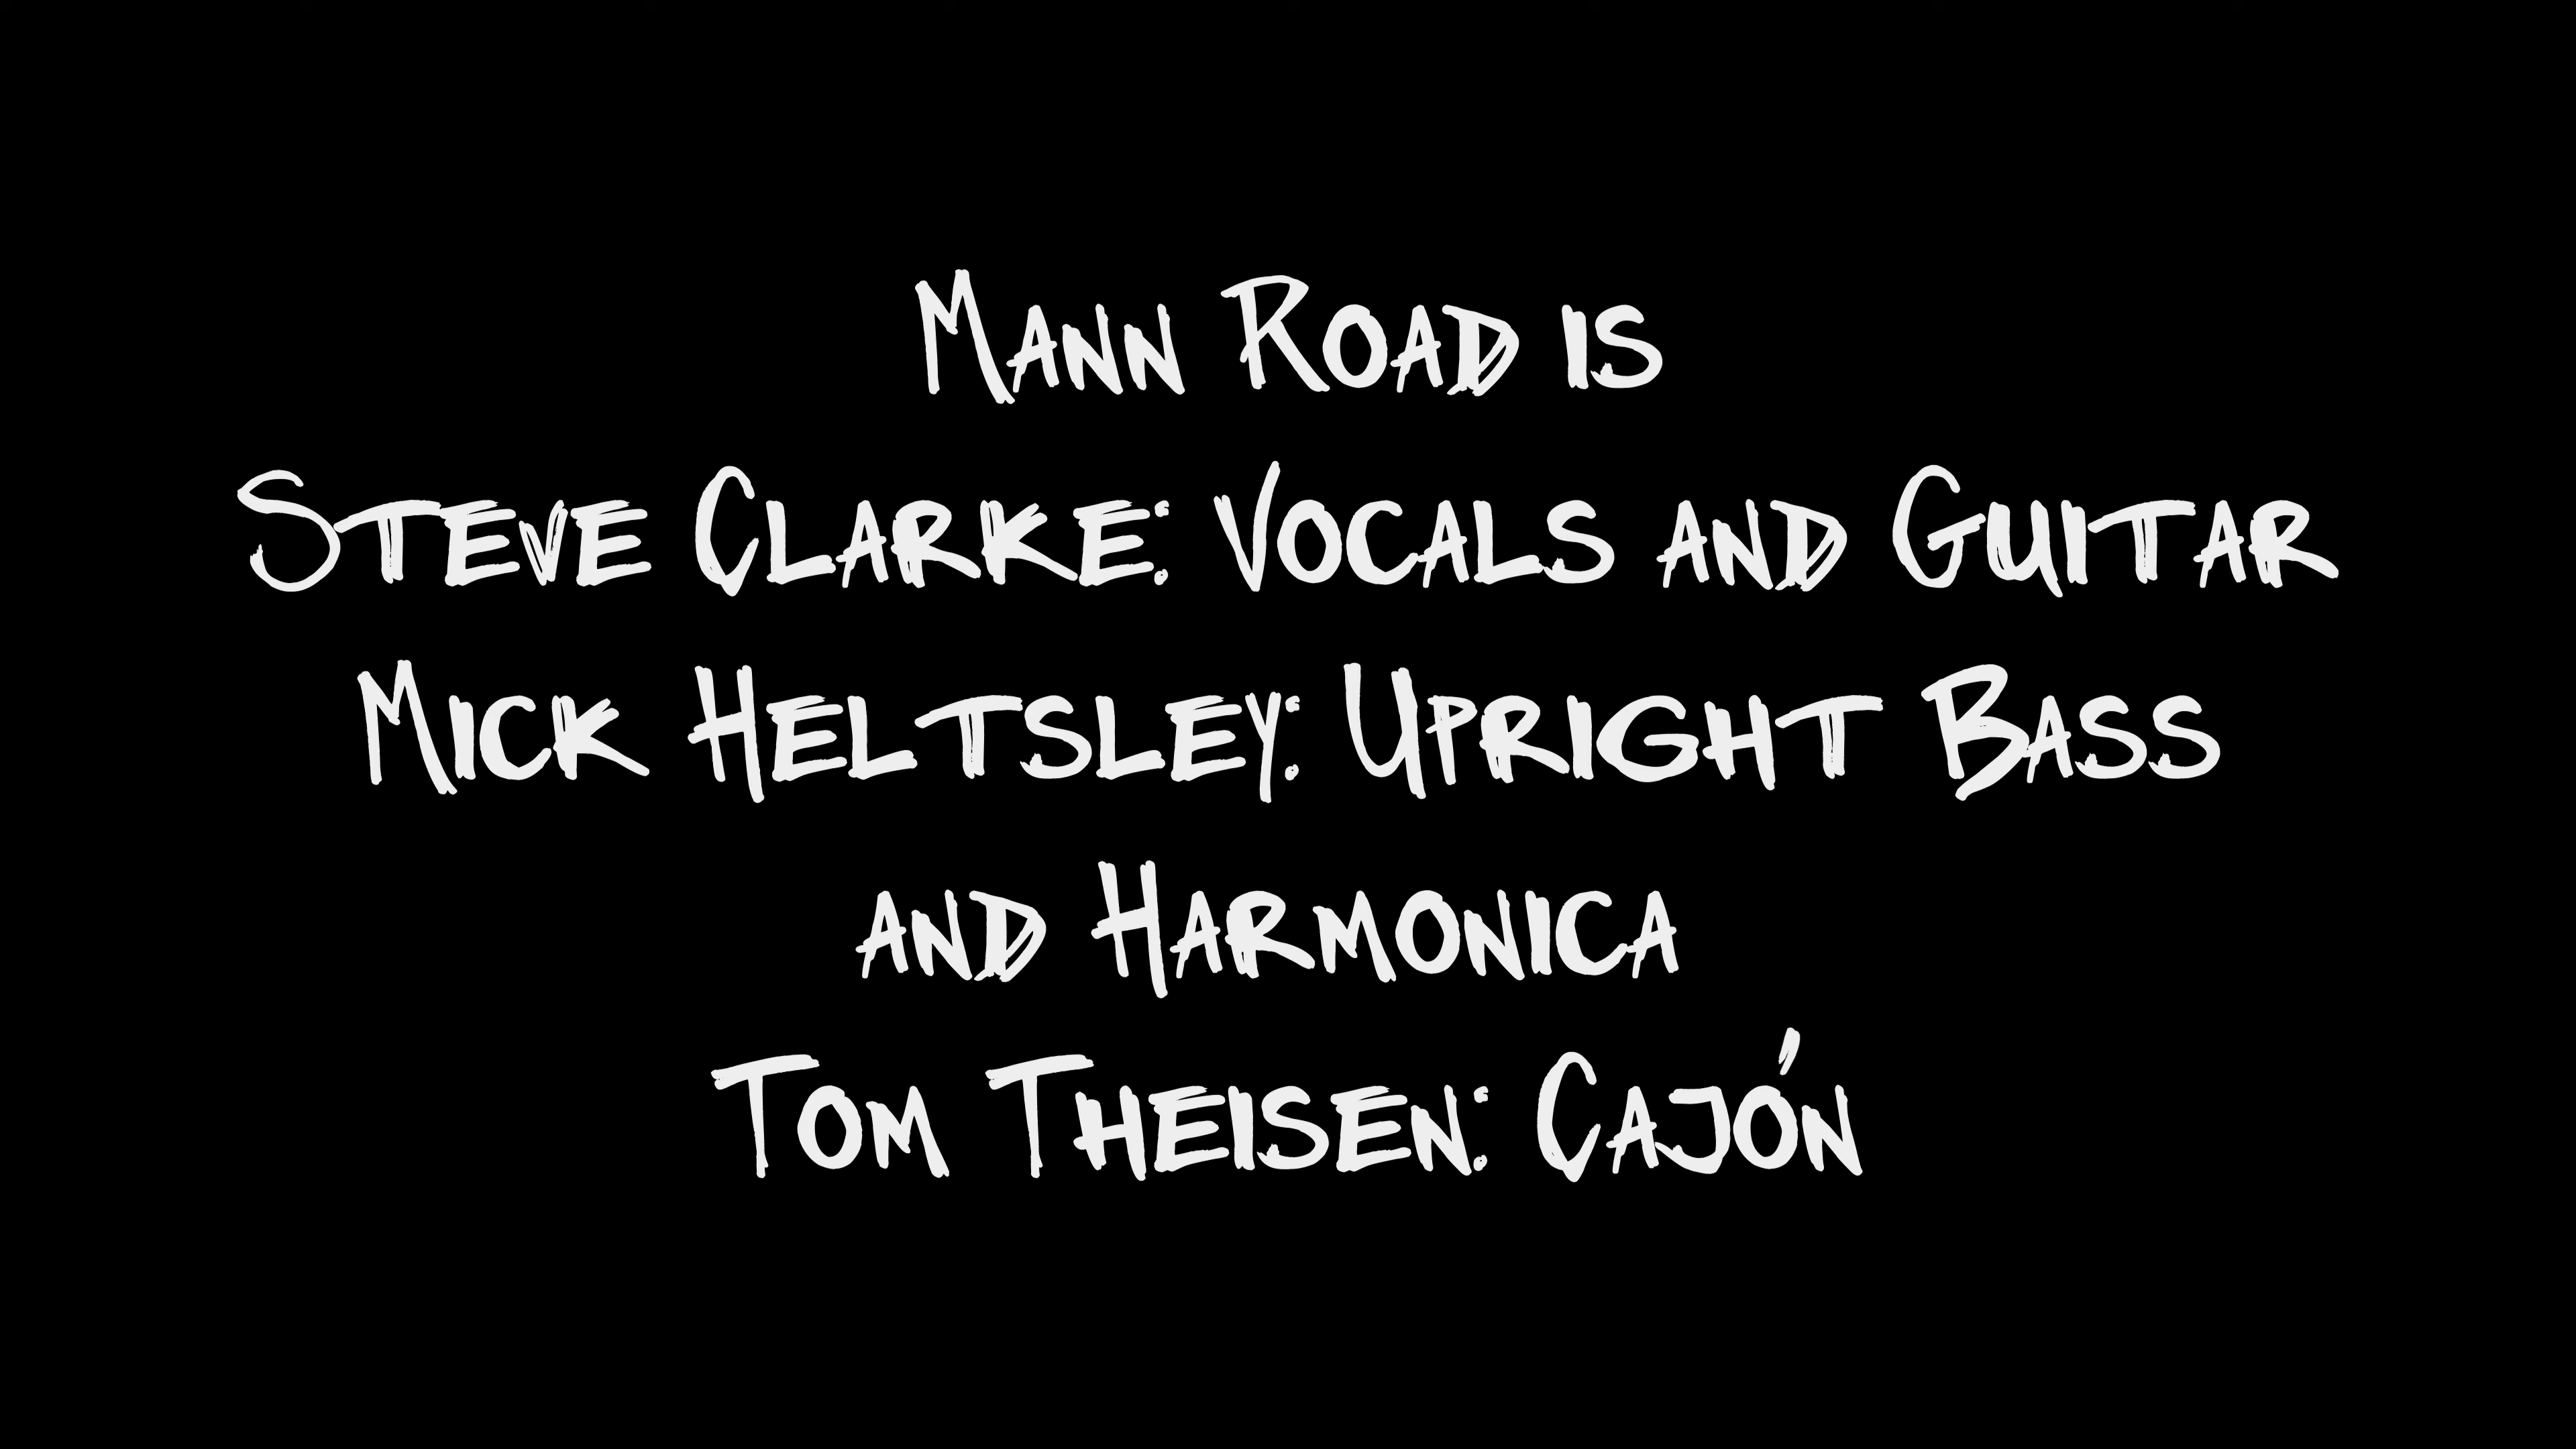 Mann Road is
Steve Clarke: Vocals and Guitar
Mick Heltsley: Upright Bass
and Harmonica
Tom Theisen: Cajón